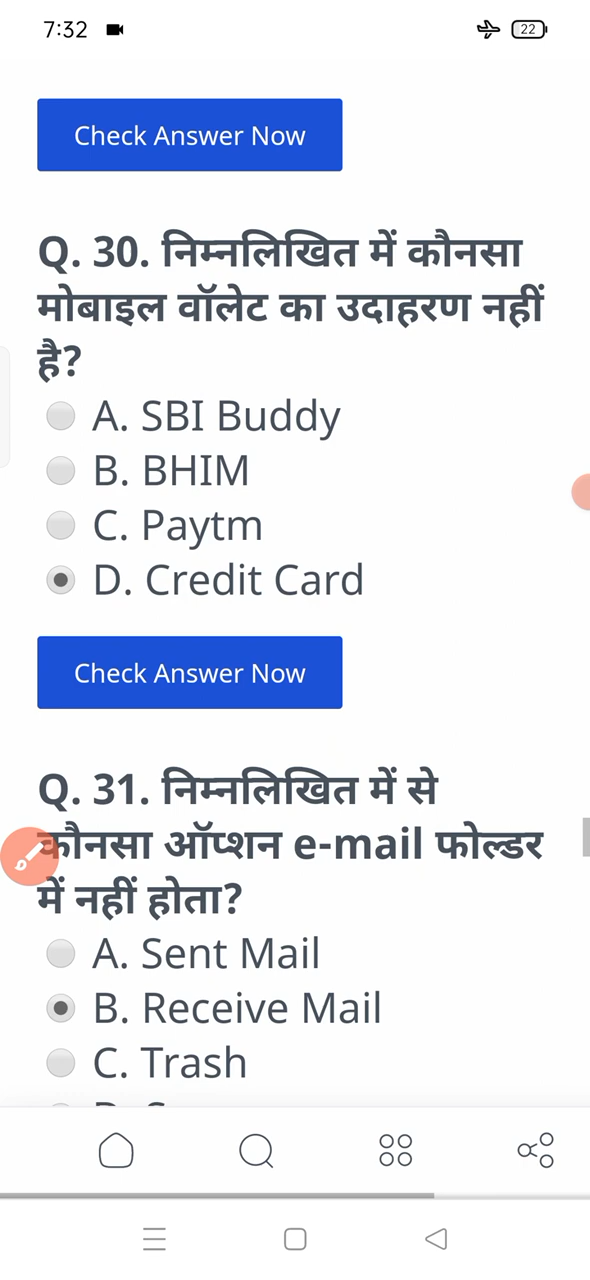 7:32
22
Check Answer Now
Q. 30. निम्नलिखित में कौनसा
मोबाइल वॉलेट का उदाहरण नहीं
है?
A. SBI Buddy
B. BHIM
C. Paytm
D. Credit Card
Check Answer Now
Q. 31. निम्नलिखित में से
कौनसा ऑप्शन e-mail फोल्डर
में नहीं होता?
A. Sent Mail
B. Receive Mail
C. Trash